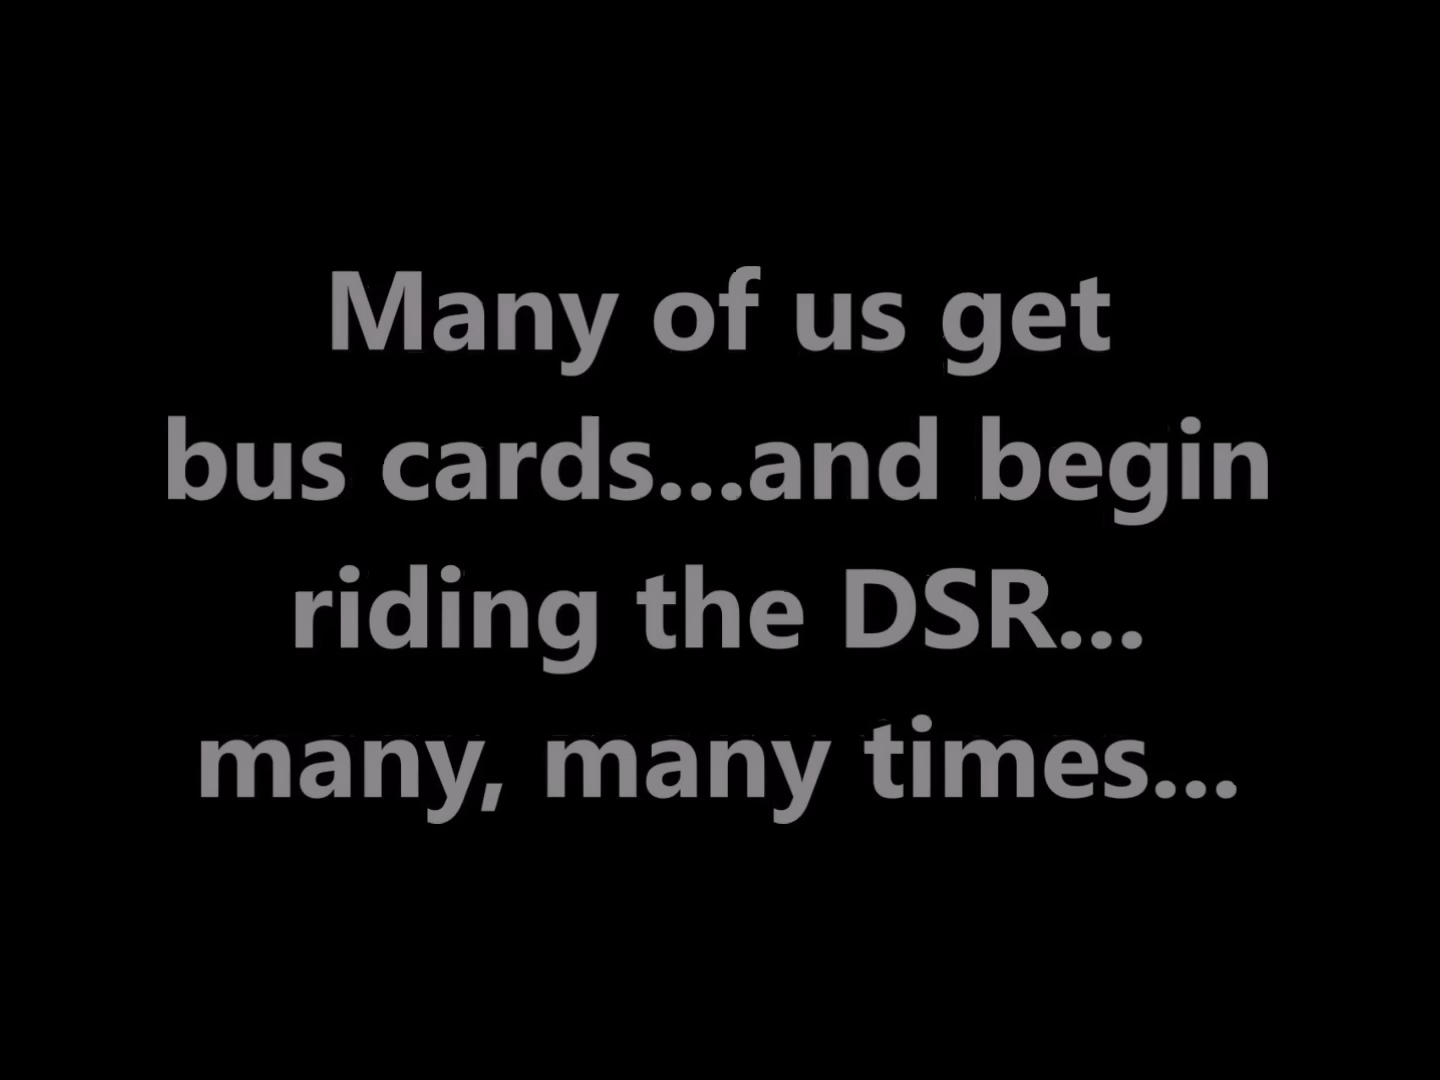 Many of us get
bus cards...and begin
riding the DSR...
many, many times...